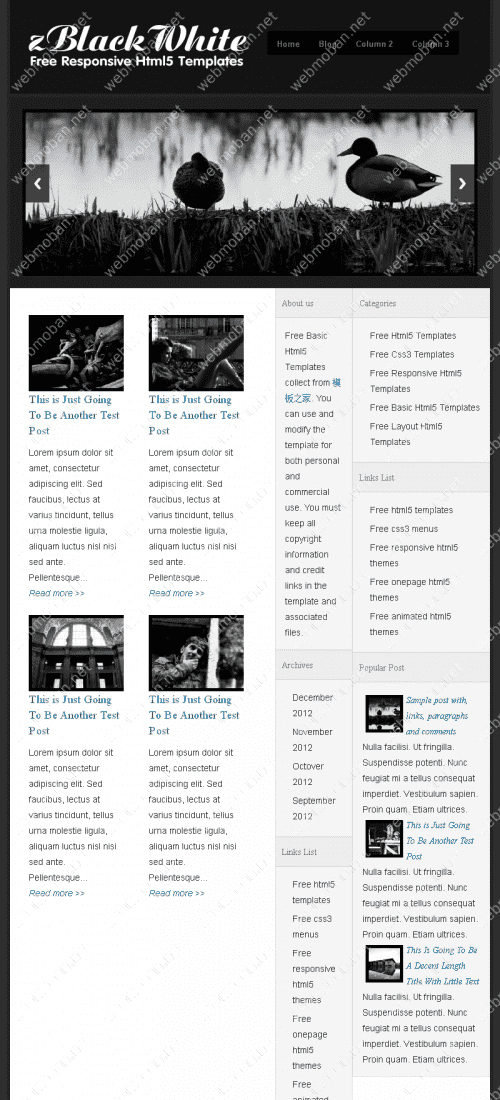 zBlackWhite
Free Responsive Html5 Templates
Home Blog Column 2 Column 3
webmoban.net
This is Just Going
To Be Another Test
Post
Lorem ipsum dolor sit
amet, consectetur
adipiscing elit. Sed
faucibus, lectus at
varius tincidunt, tellus
urna molestie ligula,
aliquam luctus nisl nisi
sed ante.
Pellentesque...
Read more >>
This is Just Going
To Be Another Test
Post
Lorem ipsum dolor sit
amet, consectetur
adipiscing elit. Sed
faucibus, lectus at
varius tincidunt, tellus
urna molestie ligula,
aliquam luctus nisl nisi
sed ante.
Pellentesque...
Read more >>
This is Just Going
To Be Another Test
Post
Lorem ipsum dolor sit
amet, consectetur
adipiscing elit. Sed
faucibus, lectus at
varius tincidunt, tellus
urna molestie ligula,
aliquam luctus nisl nisi
sed ante.
Pellentesque...
Read more >>
This is Just Going
To Be Another Test
Post
Lorem ipsum dolor sit
amet, consectetur
adipiscing elit. Sed
faucibus, lectus at
varius tincidunt, tellus
urna molestie ligula,
aliquam luctus nisl nisi
sed ante.
Pellentesque...
Read more >>
About us
Free Basic
Html5
Templates
collect from 模
板之家. You
can use and
modify the
template for
both personal
and
commercial
use. You must
keep all
copyright
information
and credit
links in the
template and
associated
files.
Archives
December
2012
November
2012
Octover
2012
September
2012
Links List
Free html5
templates
Free css3
menus
Free
responsive
html5
themes
Free
onepage
html5
themes
Free
animated
Categories
Free Html5 Templates
Free Css3 Templates
Free Responsive Html5
Templates
Free Basic Html5 Templates
Free Layout Html5
Templates
Links List
Free html5 templates
Free css3 menus
Free responsive html5
themes
Free onepage html5
themes
Free animated html5
themes
Popular Post
Sample post with,
links, paragraphs
and comments
Nulla facilisi. Ut fringilla.
Suspendisse potenti. Nunc
feugiat mi a tellus consequat
imperdiet. Vestibulum sapien.
Proin quam. Etiam ultrices.
This is Just Going
To Be Another Test
Post
Nulla facilisi. Ut fringilla.
Suspendisse potenti. Nunc
feugiat mi a tellus consequat
imperdiet. Vestibulum sapien.
Proin quam. Etiam ultrices.
This Is Going To Be
A Decent Length
Title With Little Text
Nulla facilisi. Ut fringilla.
Suspendisse potenti. Nunc
feugiat mi a tellus consequat
imperdiet. Vestibulum sapien.
Proin quam. Etiam ultrices.